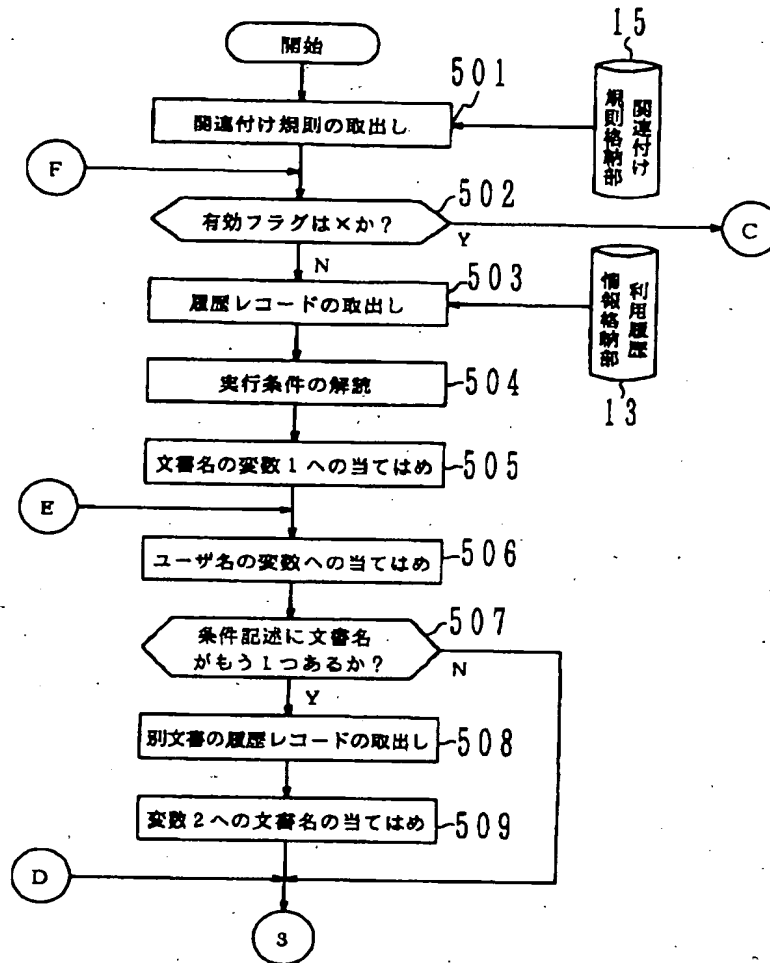 開始
15
関連付け
規則格納部
501
関連付け規則の取出し
F
502
有効フラグは×か?
Y
C
N
503
履歴レコードの取出し
利用履歴
情報格納部
13
実行条件の解読
504
文書名の変数1への当てはめ
505
E
ユーザ名の変数への当てはめ
506
507
条件記述に文書名
がもう1つあるか?
N
Y
別文書の履歴レコードの取出し
508
変数2への文書名の当てはめ
509
D
3